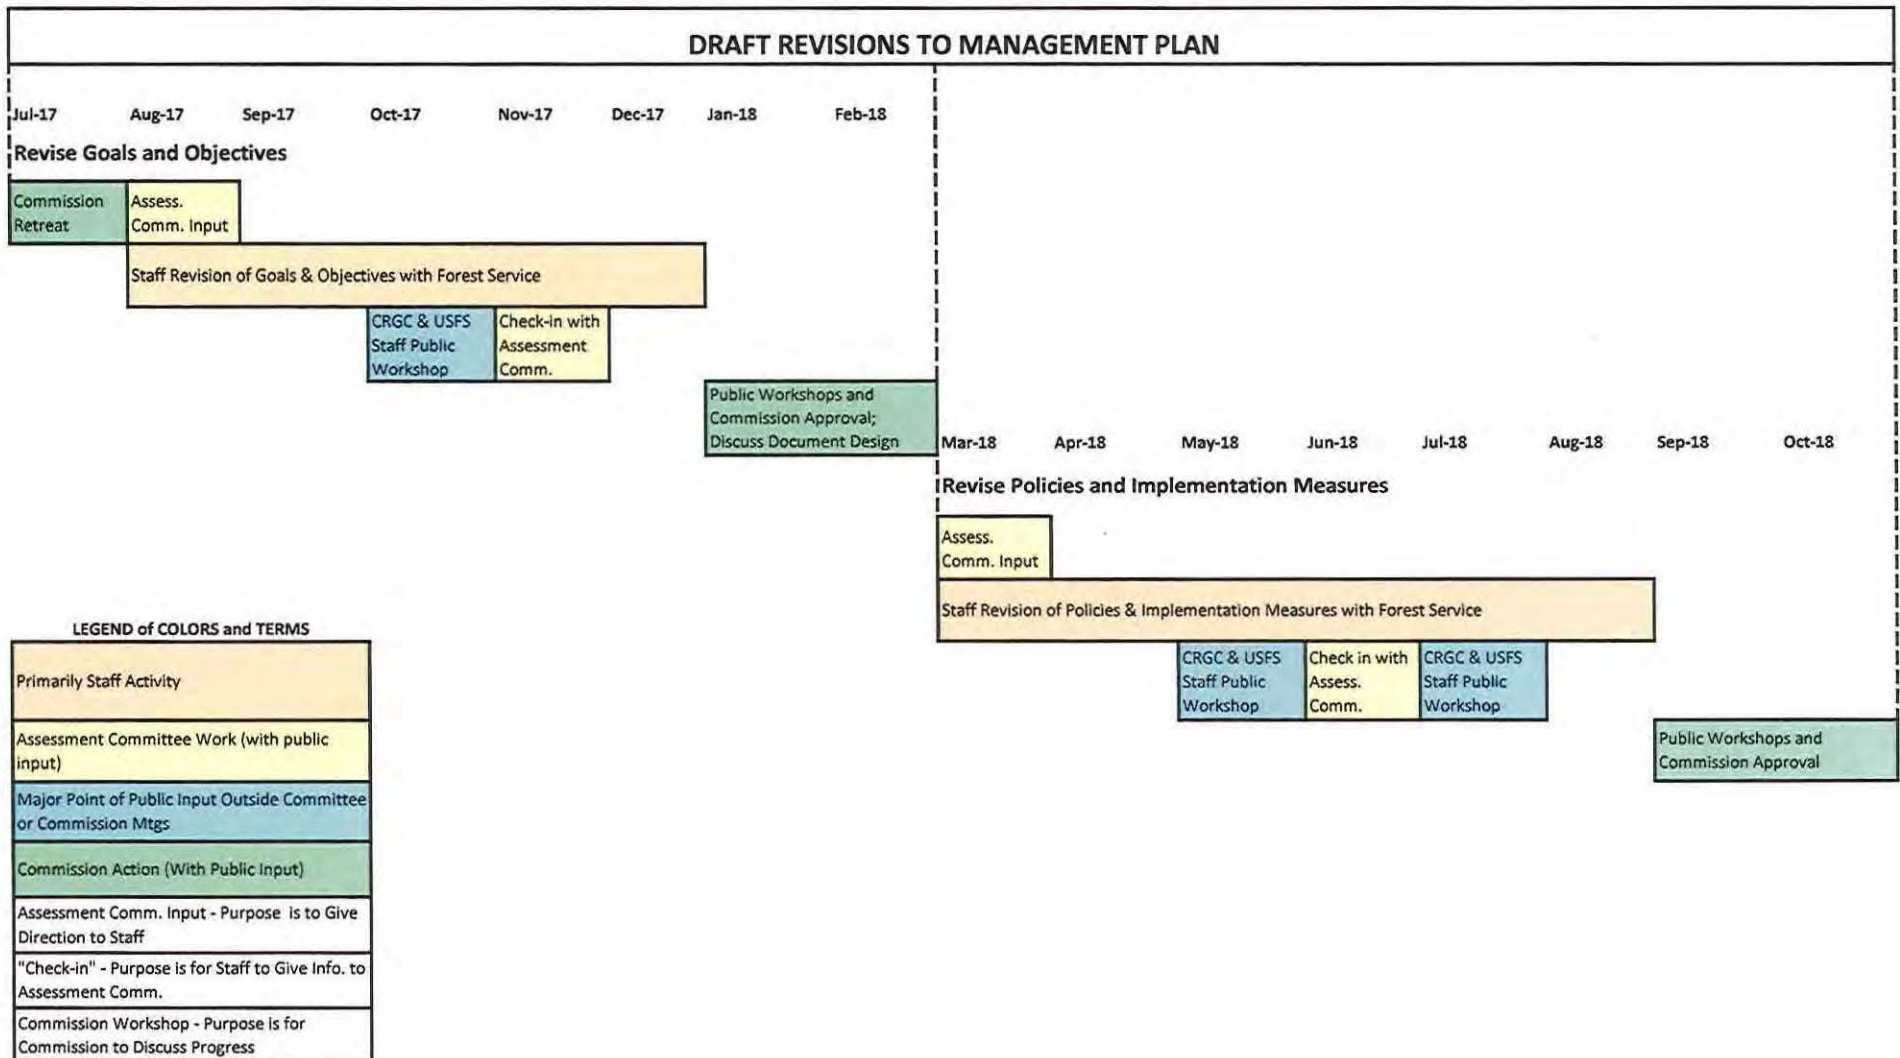 DRAFT REVISIONS TO MANAGEMENT PLAN
Jul-17 Aug-17 Sep-17 Oct-17 Nov-17 Dec-17 Jan-18 Feb-18
Revise Goals and Objectives
Commission
Retreat
Assess.
Comm. Input
Staff Revision of Goals & Objectives with Forest Service
CRGC & USFS
Staff Public
Workshop
Check-in with
Assessment
Comm.
Public Workshops and
Commission Approval;
Discuss Document Design
Mar-18 Apr-18 May-18 Jun-18 Jul-18 Aug-18 Sep-18 Oct-18
Revise Policies and Implementation Measures
Assess.
Comm. Input
Staff Revision of Policies & Implementation Measures with Forest Service
CRGC & USFS
Staff Public
Workshop
Check in with
Assess.
Comm.
CRGC & USFS
Staff Public
Workshop
Public Workshops and
Commission Approval
LEGEND of COLORS and TERMS
Primarily Staff Activity
Assessment Committee Work (with public
input)
Major Point of Public Input Outside Committee
or Commission Mtgs
Commission Action (With Public Input)
Assessment Comm. Input - Purpose is to Give
Direction to Staff
"Check-in" - Purpose is for Staff to Give Info. to
Assessment Comm.
Commission Workshop - Purpose is for
Commission to Discuss Progress